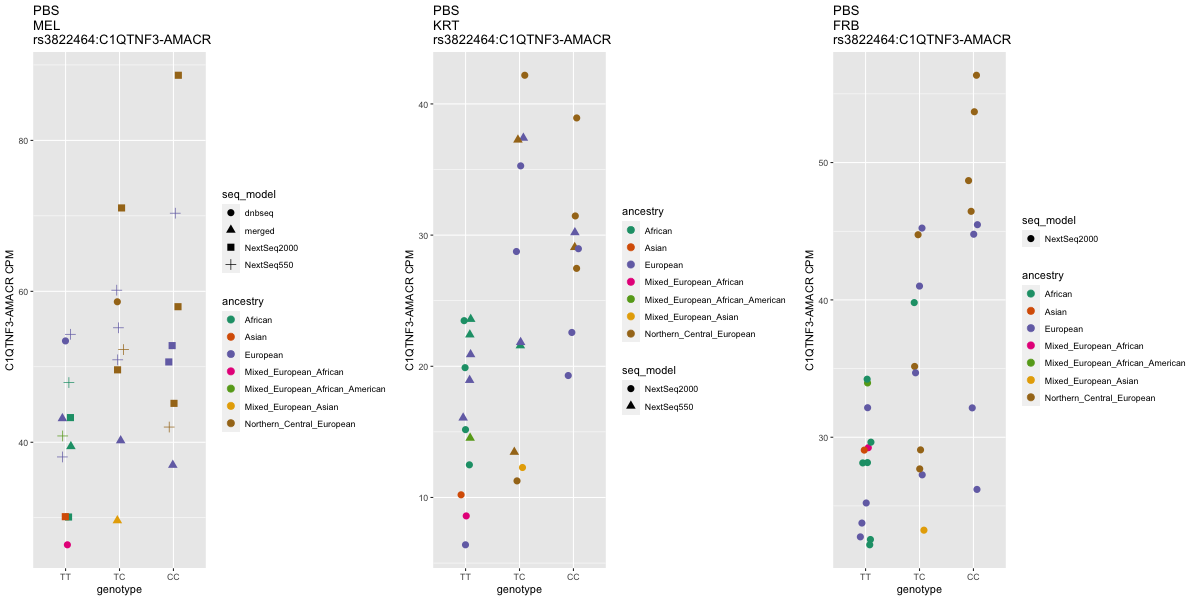 PBS
MEL
rs3822464:C1QTNF3-AMACR
C1QTNF3-AMACR CPM
80
60
40
TT
TC
CC
genotype
seq_model
dnbseq
merged
NextSeq2000
NextSeq550
ancestry
African
Asian
European
Mixed_European_African
Mixed_European_African_American
Mixed_European_Asian
Northern_Central_European
PBS
KRT
rs3822464:C1QTNF3-AMACR
C1QTNF3-AMACR CPM
40
30
20
10
TT
TC
CC
genotype
ancestry
African
Asian
European
Mixed_European_African
Mixed_European_African_American
Mixed_European_Asian
Northern_Central_European
seq_model
NextSeq2000
NextSeq550
PBS
FRB
rs3822464:C1QTNF3-AMACR
C1QTNF3-AMACR CPM
50
40
30
TT
TC
CC
genotype
seq_model
NextSeq2000
ancestry
African
Asian
European
Mixed_European_African
Mixed_European_African_American
Mixed_European_Asian
Northern_Central_European